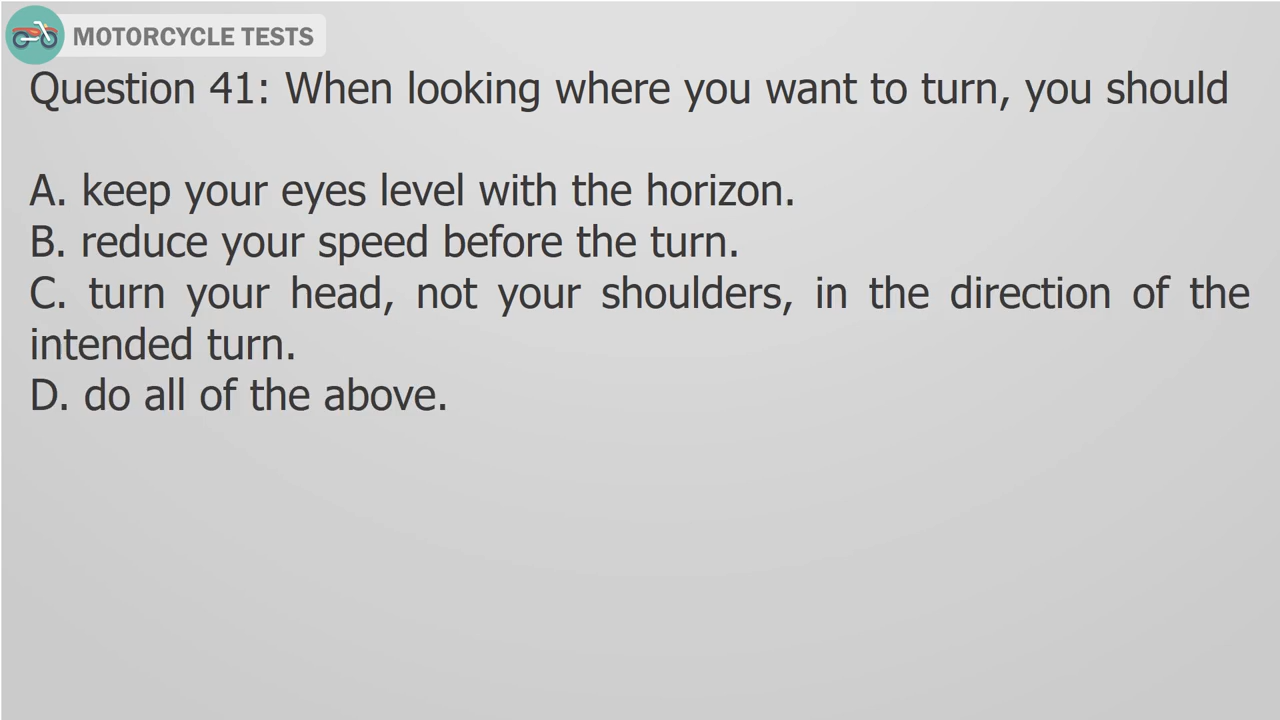 MOTORCYCLE TESTS
Question 41: When looking where you want to turn, you should
A. keep your eyes level with the horizon.
B. reduce your speed before the turn.
C. turn your head, not your shoulders, in the direction of the
intended turn.
D. do all of the above.